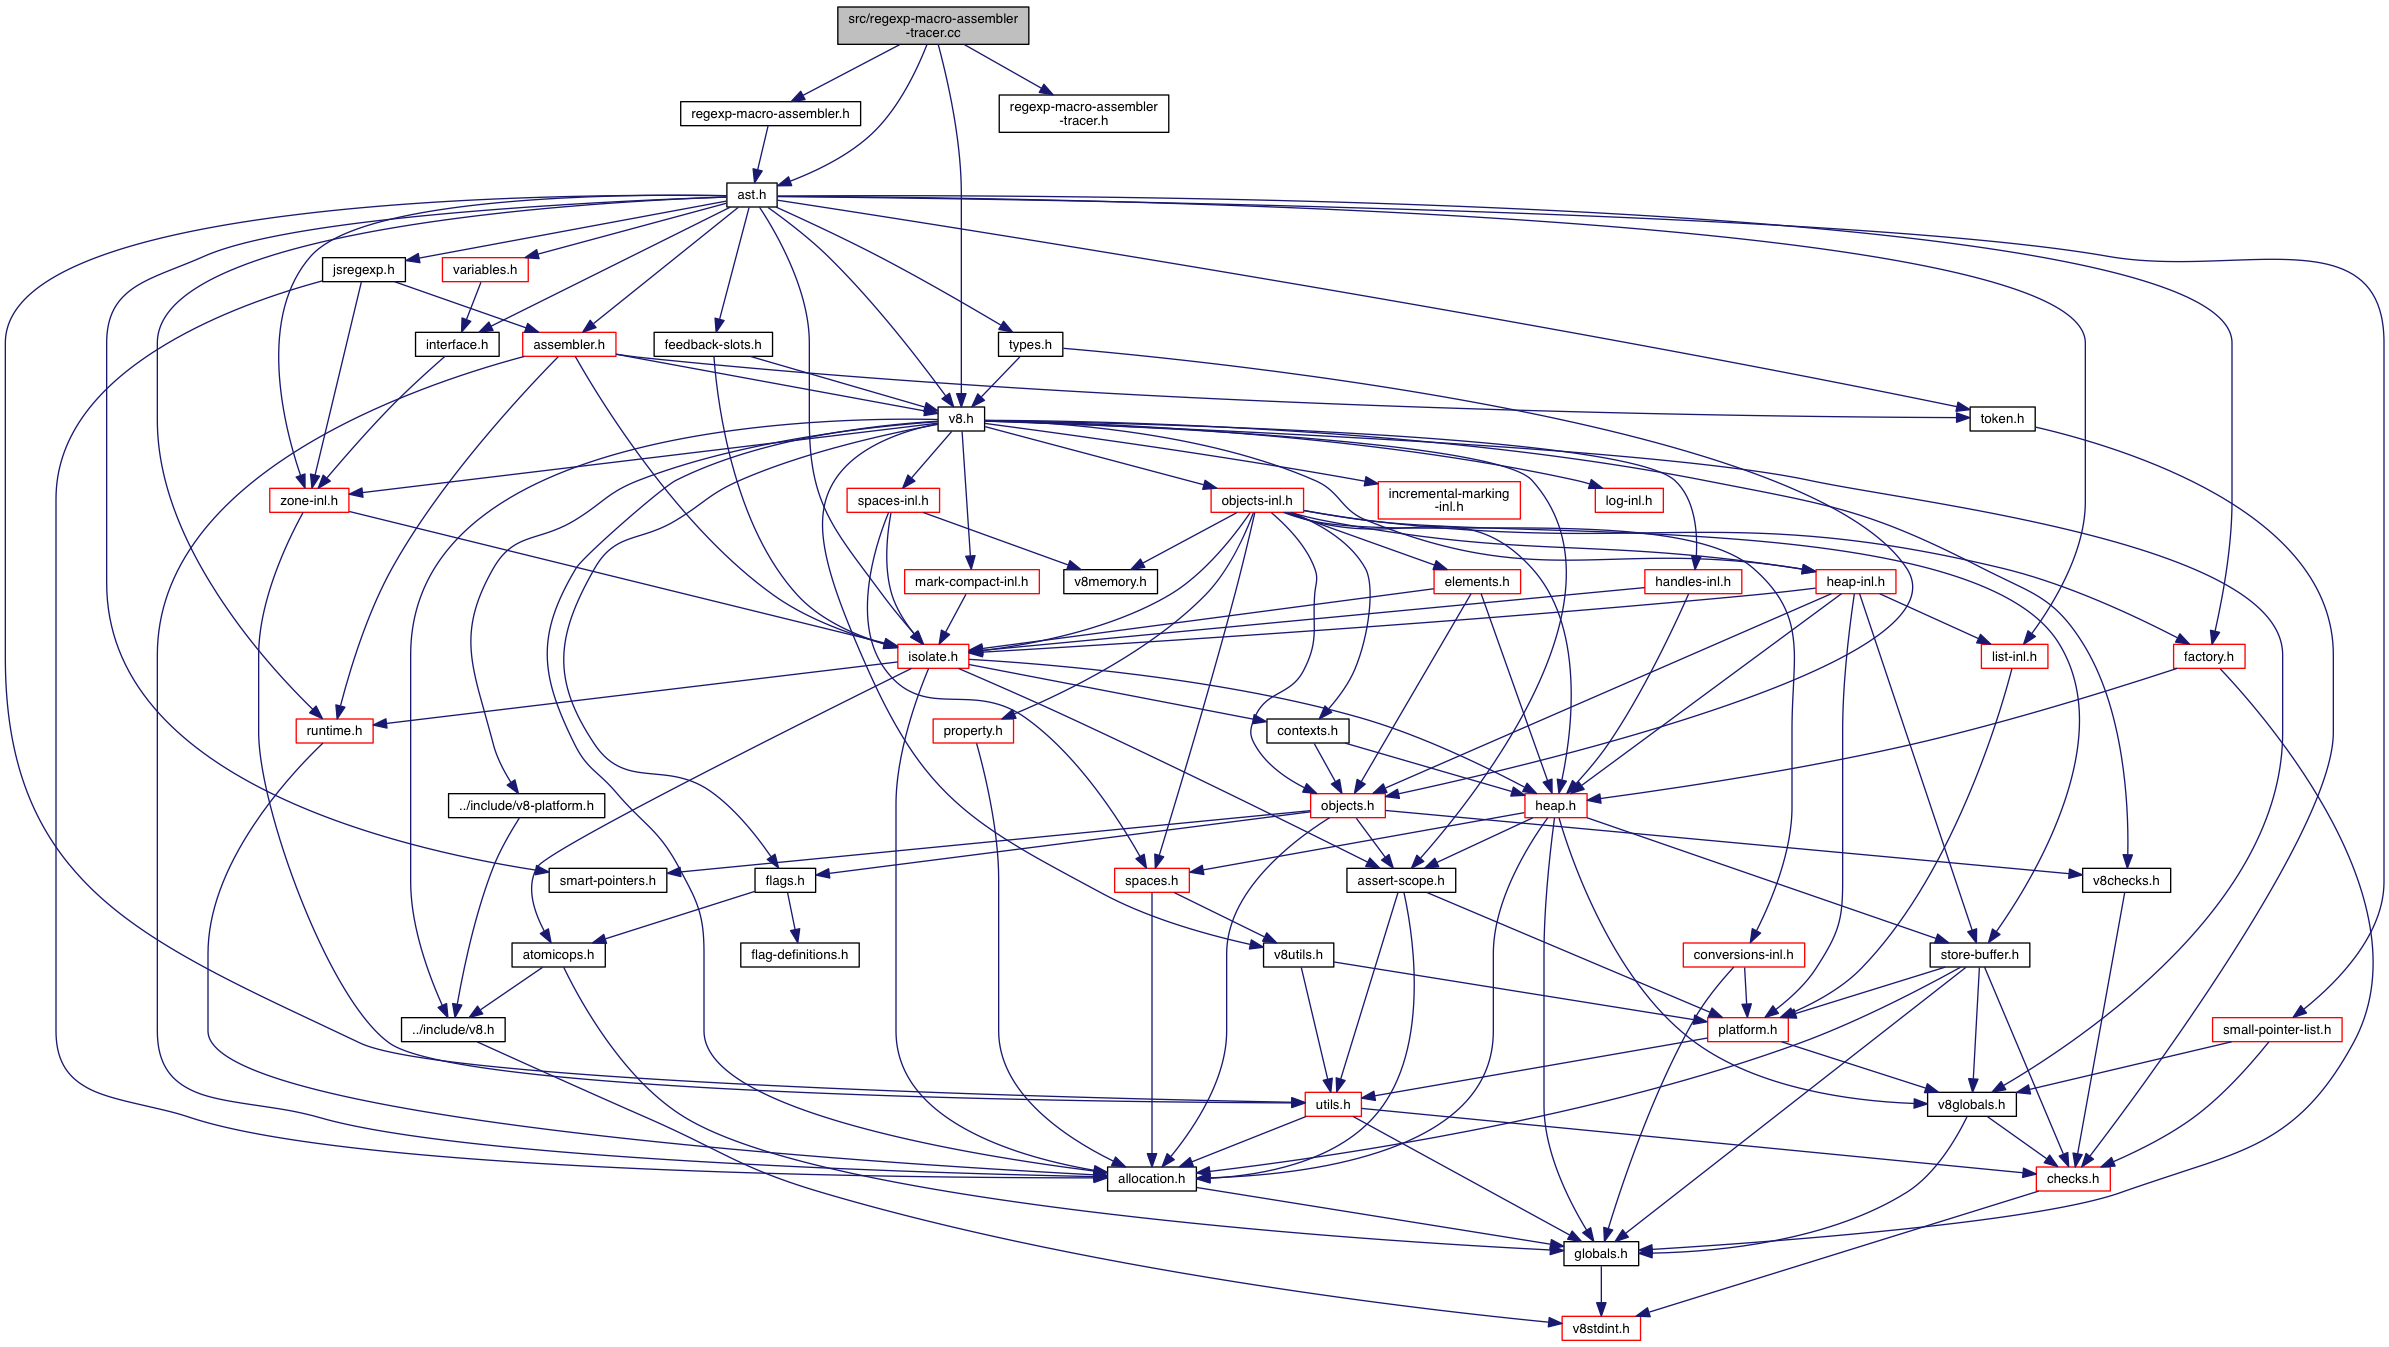 src/regexp-macro-assembler
-tracer.cc
regexp-macro-assembler.h
regexp-macro-assembler
-tracer.h
ast.h
jsregexp.h
variables.h
interface.h
assembler.h
feedback-slots.h
types.h
v8.h
token.h
zone-inl.h
spaces-inl.h
objects-inl.h
incremental-marking
-inl.h
log-inl.h
mark-compact-inl.h
v8memory.h
elements.h
handles-inl.h
heap-inl.h
isolate.h
list-inl.h
factory.h
runtime.h
property.h
contexts.h
../include/v8-platform.h
objects.h
heap.h
smart-pointers.h
flags.h
spaces.h
assert-scope.h
v8checks.h
atomicops.h
flag-definitions.h
v8utils.h
conversions-inl.h
store-buffer.h
../include/v8.h
platform.h
small-pointer-list.h
utils.h
v8globals.h
allocation.h
checks.h
globals.h
v8stdint.h